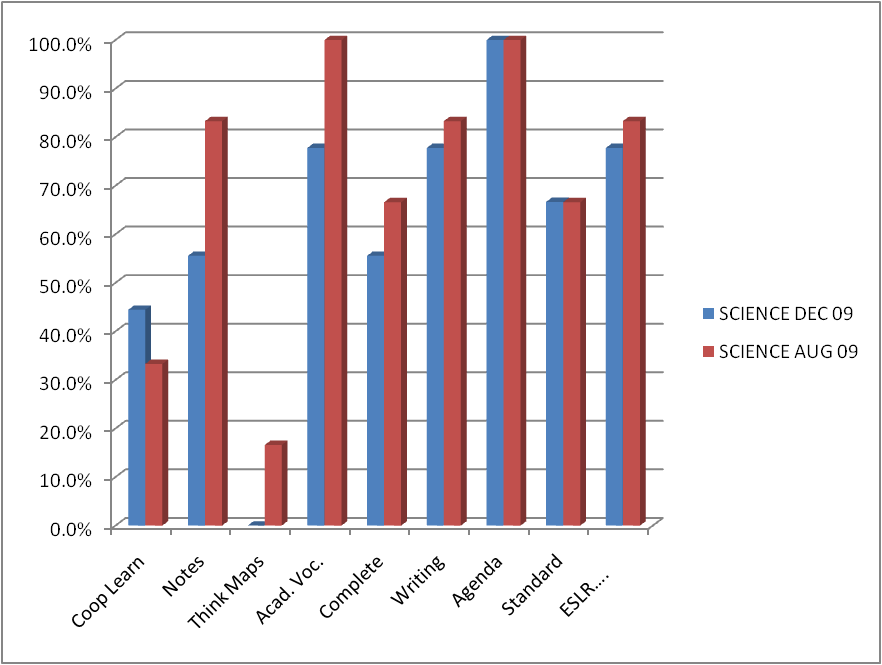 100.0%
90.0%
80.0%
70.0%
60.0%
50.0%
40.0%
30.0%
20.0%
10.0%
0.0%
Coop Learn
Notes
Think Maps
Acad. Voc.
Complete
Writing
Agenda
Standard
ESLR....
SCIENCE DEC 09
SCIENCE AUG 09